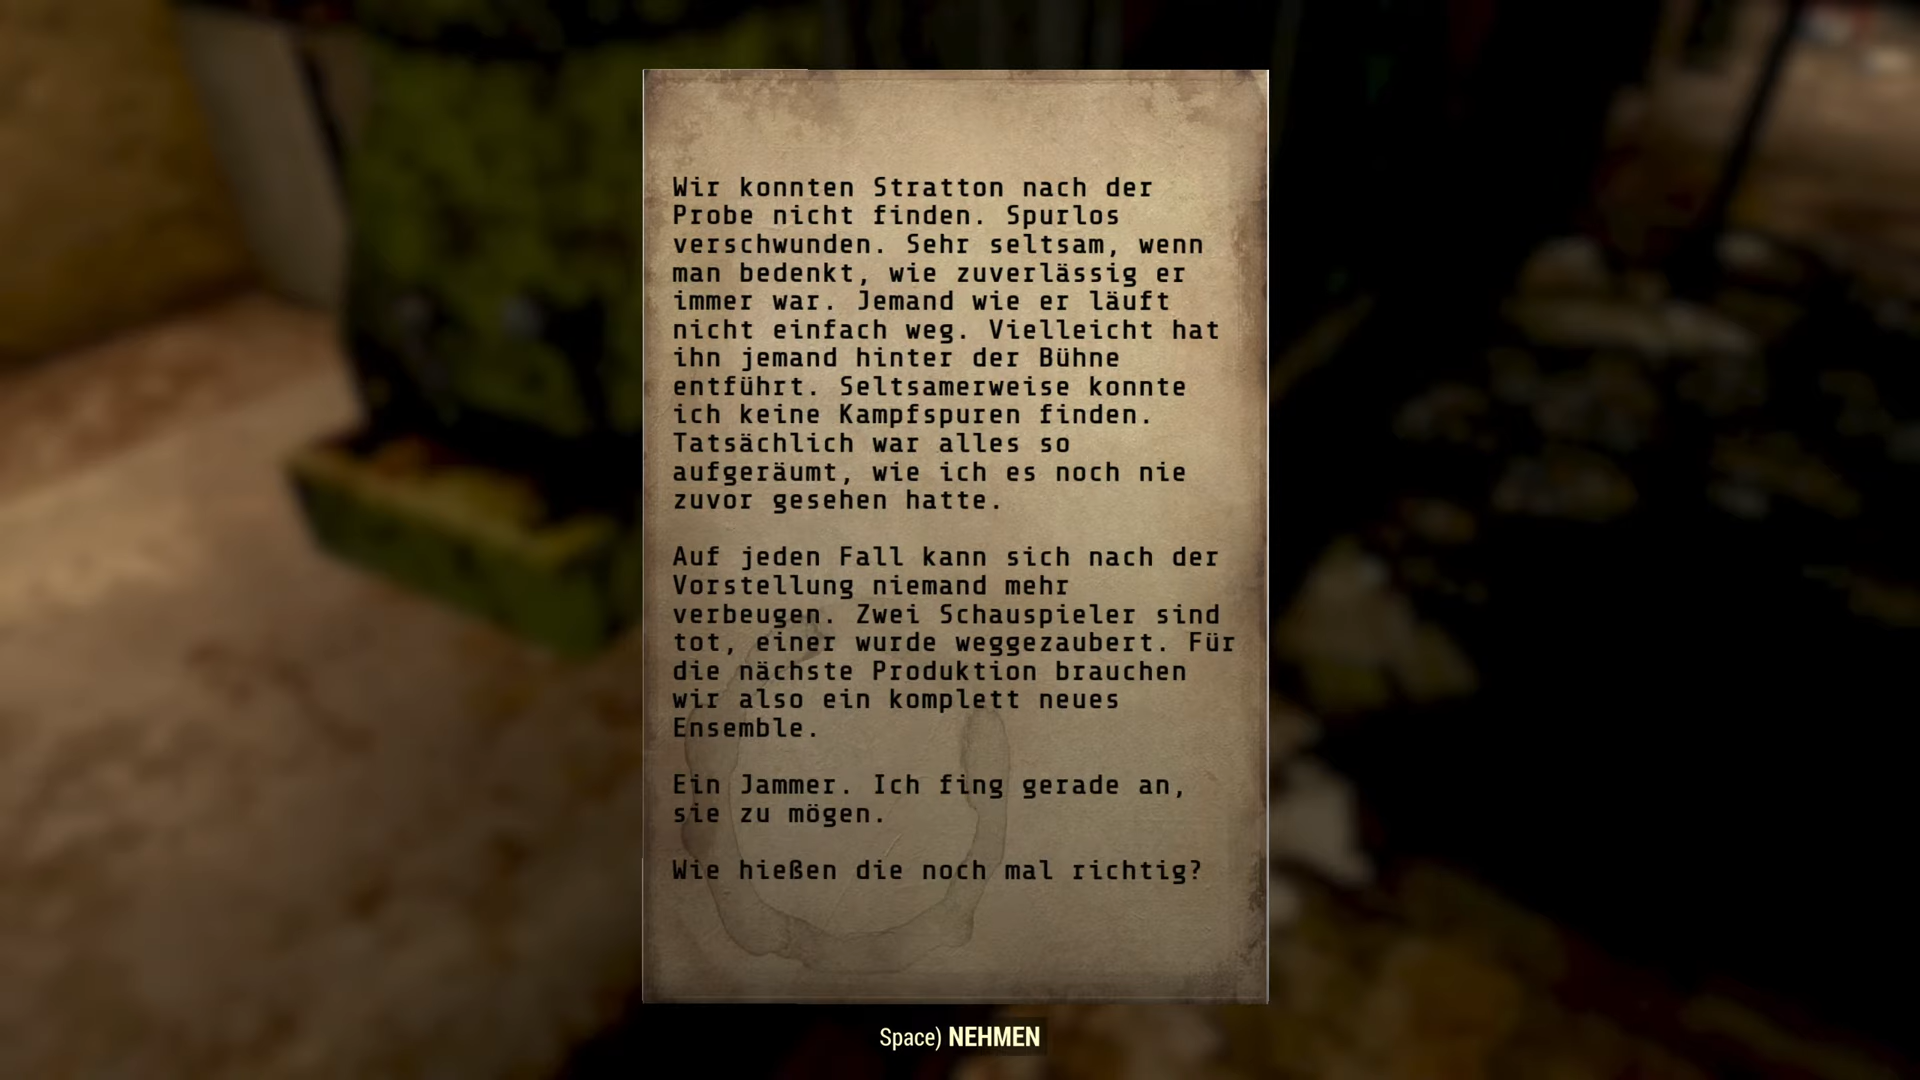 Wir konnten Stratton nach der
Probe nicht finden. Spurlos
verschwunden. Sehr seltsam, wenn
man bedenkt, wie zuverlässig er
immer war. Jemand wie er läuft
nicht einfach weg. Vielleicht hat
ihn jemand hinter der Bühne
entführt. Seltsamerweise konnte
ich keine Kampfspuren finden.
Tatsächlich war alles so
aufgeräumt, wie ich es noch nie
zuvor gesehen hatte.
Auf jeden Fall kann sich nach der
Vorstellung niemand mehr
verbeugen. Zwei Schauspieler sind
tot, einer wurde weggezaubert. Für
die nächste Produktion brauchen
wir also ein komplett neues
Ensemble.
Ein Jammer. Ich fing gerade an,
sie zu mögen.
Wie hießen die noch mal richtig?
Space) NEHMEN